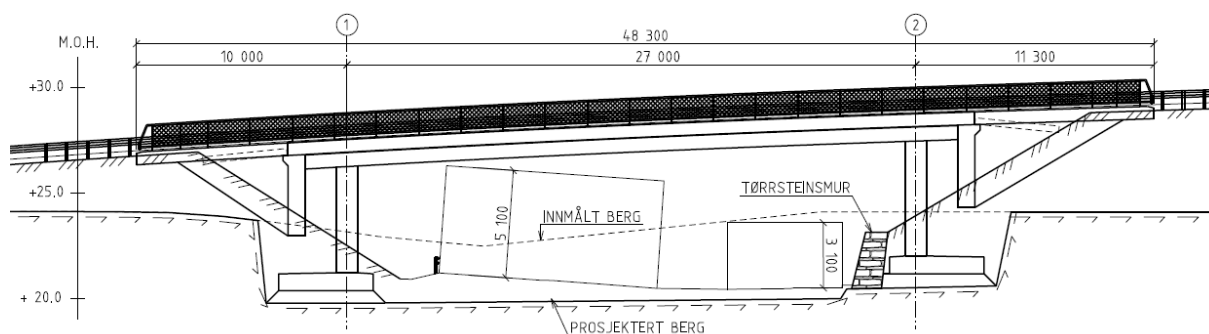 1
2
M.O.H.
48 300
10 000
27 000
11 300
+30.0
+25.0
+ 20.0
5 100
INNMÅLT BERG
TØRRSTEINSMUR
3 100
PROSJEKTERT BERG